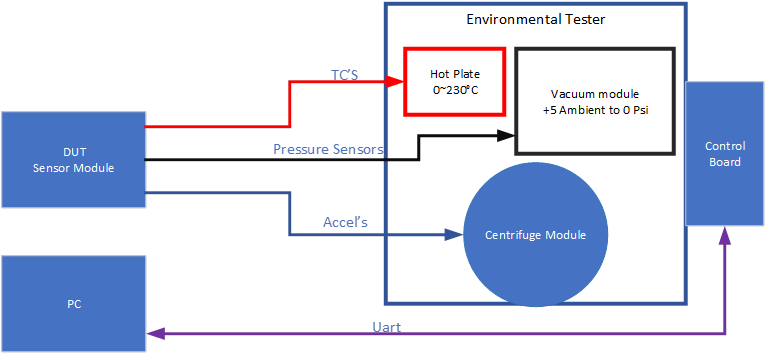 Environmental Tester
TC'S
Hot Plate
0~230°C
Vacuum module
+5 Ambient to 0 Psi
DUT
Sensor Module
Pressure Sensors
Control
Board
Accel's
Centrifuge Module
PC
Uart